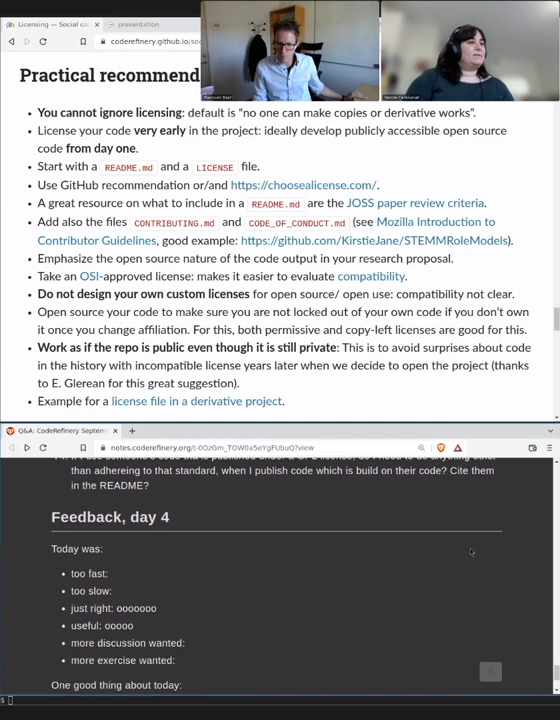 Licensing — Social co
presentation
coderefinery.github.io/so
Practical recommend
• You cannot ignore licensing: default is “no one can make copies or derivative works”.
• License your code very early in the project: ideally develop publicly accessible open source
code from day one.
• Start with a README.md and a LICENSE file.
• Use GitHub recommendation or/and https://choosealicense.com/.
• A great resource on what to include in a README.md are the JOSS paper review criteria.
• Add also the files CONTRIBUTING.md and CODE_OF_CONDUCT.md (see Mozilla Introduction to
Contributor Guidelines, good example: https://github.com/KirstieJane/STEMMRoleModels).
• Emphasize the open source nature of the code output in your research proposal.
• Take an OSI-approved license: makes it easier to evaluate compatibility.
• Do not design your own custom licenses for open source/ open use: compatibility not clear.
• Open source your code to make sure you are not locked out of your own code if you don't own
it once you change affiliation. For this, both permissive and copy-left licenses are good for this.
• Work as if the repo is public even though it is still private: This is to avoid surprises about code
in the history with incompatible license years later when we decide to open the project (thanks
to E. Glerean for this great suggestion).
• Example for a license file in a derivative project.
Q&A: CodeRefinery Septem
than adhereing to that standard, when I publish code which is build on their code? Cite them
in the README?
Feedback, day 4
Today was:
• too fast:
• too slow:
• just right: ooooooo
• useful: ooooo
• more discussion wanted:
• more exercise wanted:
One good thing about today:
$